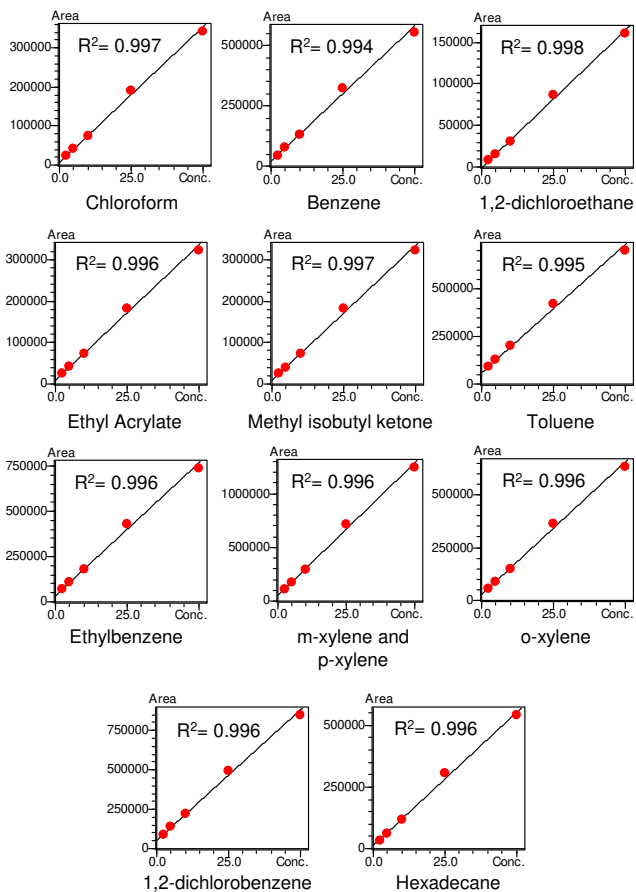 Area
R²= 0.997
300000
200000
100000
0
0.0 25.0 Conc.
Chloroform
Area
R²= 0.994
500000
250000
0
0.0 25.0 Conc.
Benzene
Area
R²= 0.998
150000
100000
50000
0
0.0 25.0 Conc.
1,2-dichloroethane
Area
R²= 0.996
300000
200000
100000
0
0.0 25.0 Conc.
Ethyl Acrylate
Area
R²= 0.997
300000
200000
100000
0
0.0 25.0 Conc.
Methyl isobutyl ketone
Area
R²= 0.995
500000
250000
0
0.0 25.0 Conc.
Toluene
Area
R²= 0.996
750000
500000
250000
0
0.0 25.0 Conc.
Ethylbenzene
Area
R²= 0.996
1000000
500000
0
0.0 25.0 Conc.
m-xylene and
p-xylene
Area
R²= 0.996
500000
250000
0
0.0 25.0 Conc.
o-xylene
Area
R²= 0.996
750000
500000
250000
0
0.0 25.0 Conc.
1,2-dichlorobenzene
Area
R²= 0.996
500000
250000
0
0.0 25.0 Conc.
Hexadecane